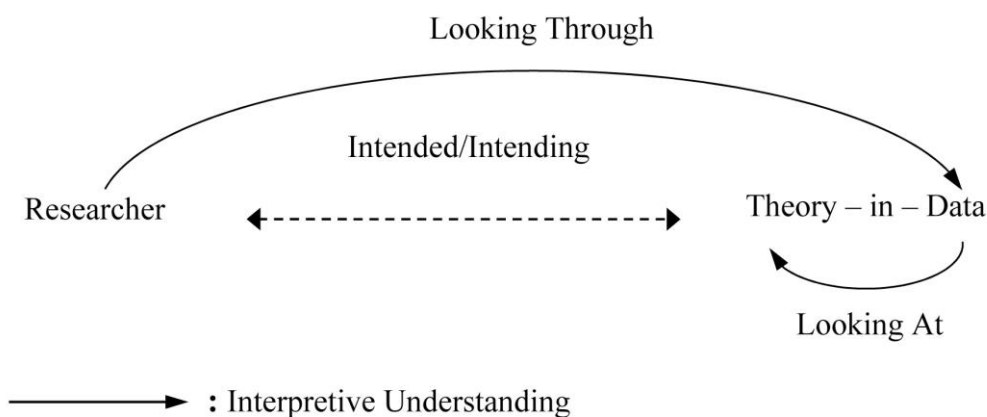 Looking Through
Intended/Intending
Researcher
Theory – in – Data
Looking At
: Interpretive Understanding